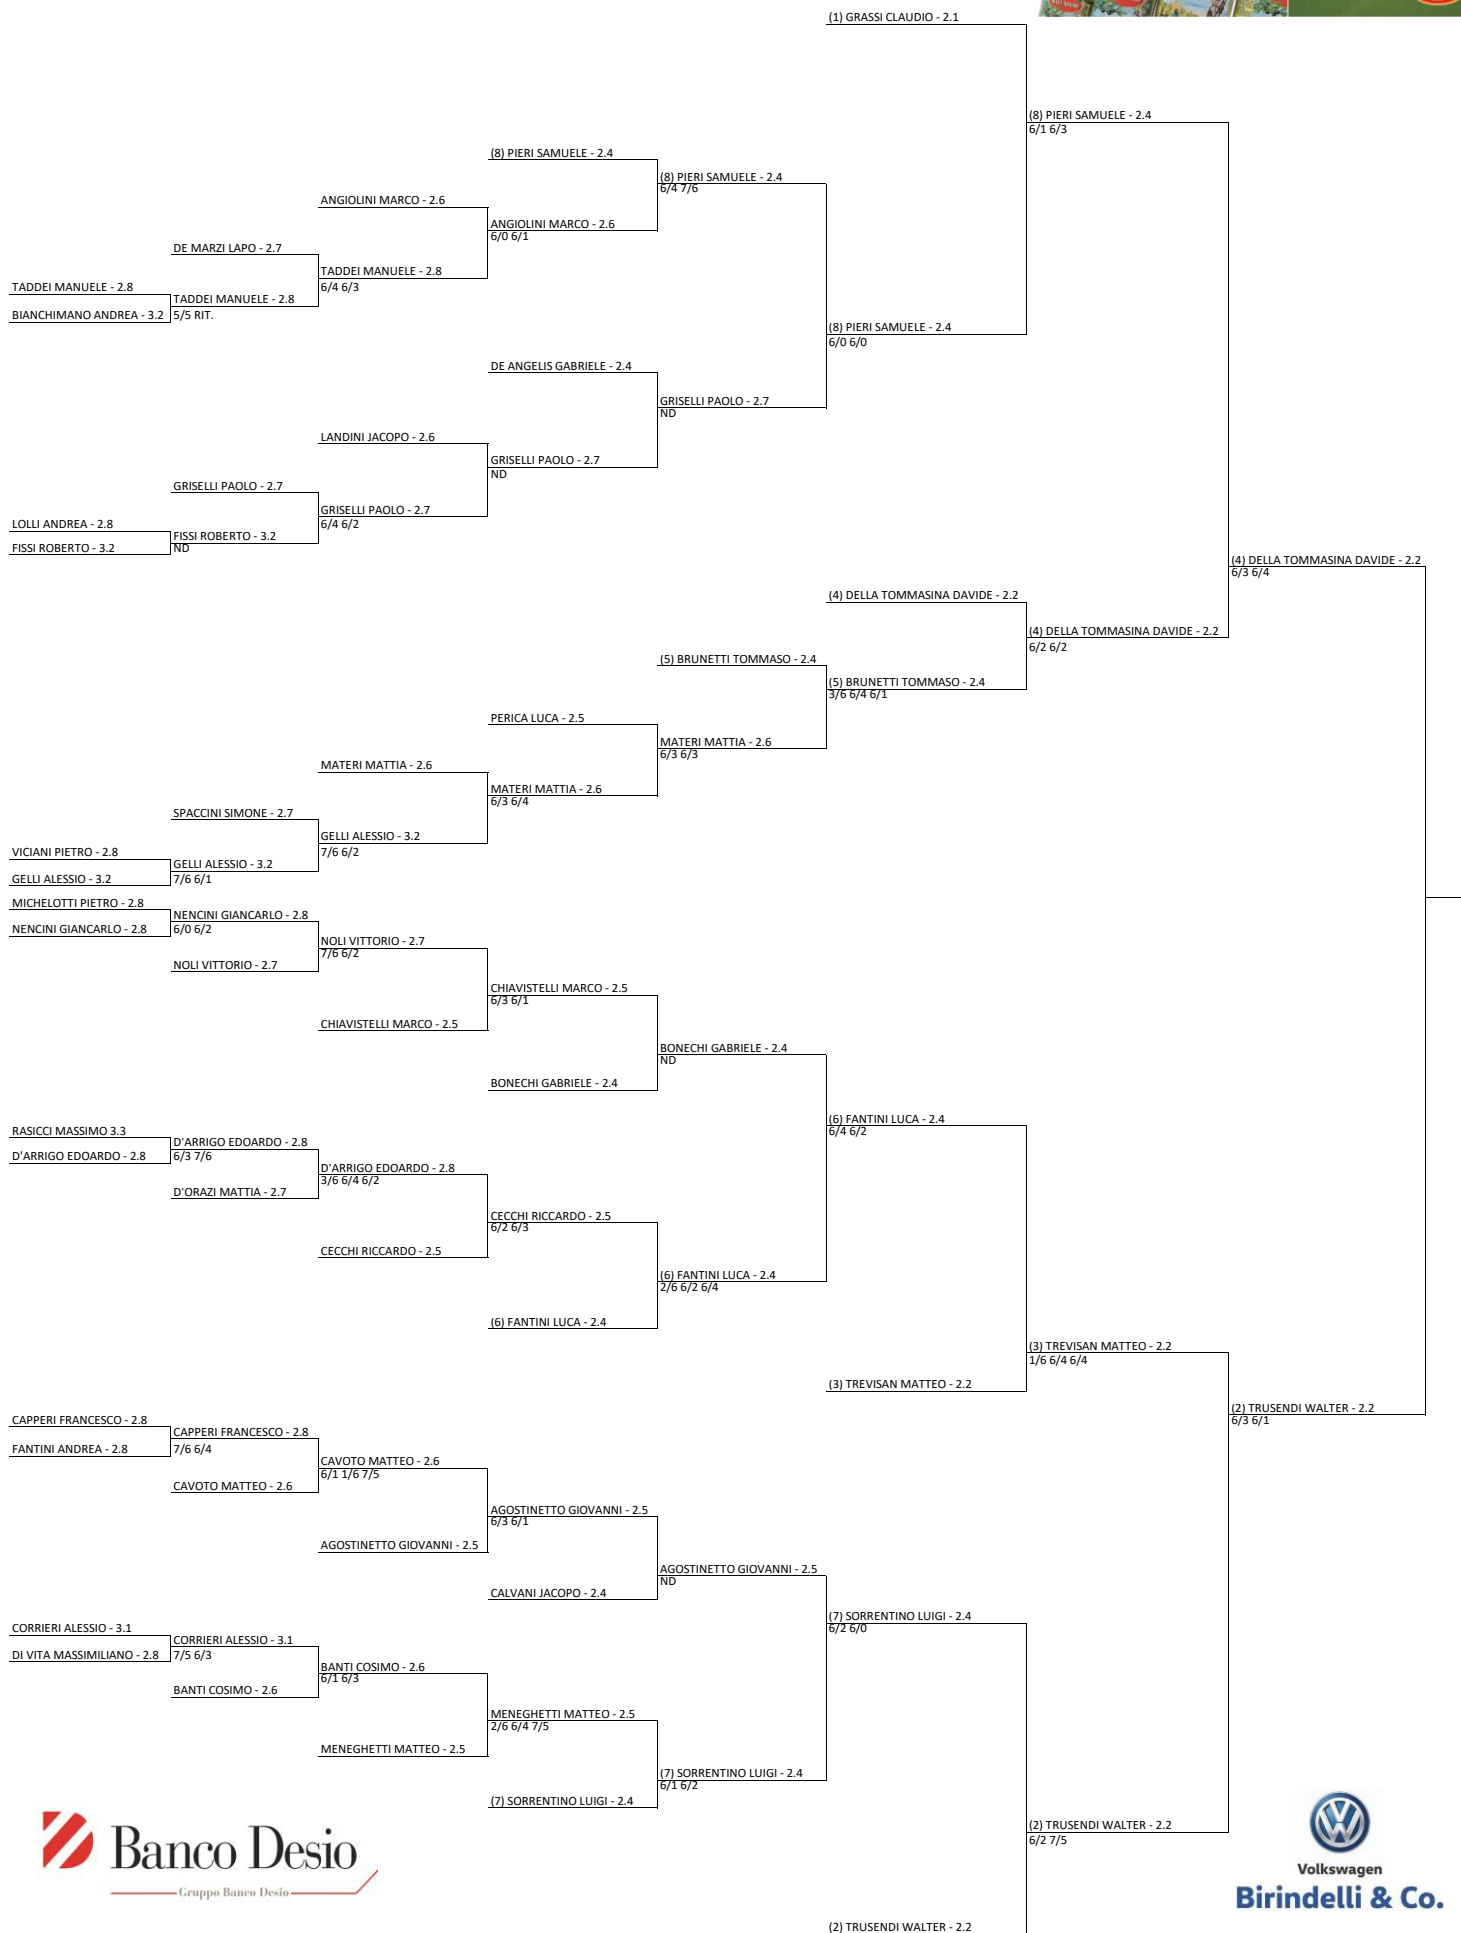 (1) GRASSI CLAUDIO - 2.1
(8) PIERI SAMUELE - 2.4
6/1 6/3
(8) PIERI SAMUELE - 2.4
(8) PIERI SAMUELE - 2.4
6/4 7/6
ANGIOLINI MARCO - 2.6
ANGIOLINI MARCO - 2.6
6/0 6/1
DE MARZI LAPO - 2.7
TADDEI MANUELE - 2.8
6/4 6/3
TADDEI MANUELE - 2.8
TADDEI MANUELE - 2.8
BIANCHIMANO ANDREA - 3.2
5/5 RIT.
(8) PIERI SAMUELE - 2.4
6/0 6/0
DE ANGELIS GABRIELE - 2.4
GRISELLI PAOLO - 2.7
ND
LANDINI JACOPO - 2.6
GRISELLI PAOLO - 2.7
ND
GRISELLI PAOLO - 2.7
GRISELLI PAOLO - 2.7
6/4 6/2
LOLLI ANDREA - 2.8
FISSI ROBERTO - 3.2
ND
FISSI ROBERTO - 3.2
(4) DELLA TOMMASINA DAVIDE - 2.2
6/3 6/4
(4) DELLA TOMMASINA DAVIDE - 2.2
(4) DELLA TOMMASINA DAVIDE - 2.2
6/2 6/2
(5) BRUNETTI TOMMASO - 2.4
(5) BRUNETTI TOMMASO - 2.4
3/6 6/4 6/1
PERICA LUCA - 2.5
MATERI MATTIA - 2.6
6/3 6/3
MATERI MATTIA - 2.6
MATERI MATTIA - 2.6
6/3 6/4
SPACCINI SIMONE - 2.7
GELLI ALESSIO - 3.2
7/6 6/2
VICIANI PIETRO - 2.8
GELLI ALESSIO - 3.2
7/6 6/1
GELLI ALESSIO - 3.2
MICHELOTTI PIETRO - 2.8
NENCINI GIANCARLO - 2.8
6/0 6/2
NENCINI GIANCARLO - 2.8
NOLI VITTORIO - 2.7
7/6 6/2
NOLI VITTORIO - 2.7
CHIAVISTELLI MARCO - 2.5
6/3 6/1
CHIAVISTELLI MARCO - 2.5
BONECHI GABRIELE - 2.4
ND
BONECHI GABRIELE - 2.4
(6) FANTINI LUCA - 2.4
6/4 6/2
RASICCI MASSIMO 3.3
D'ARRIGO EDOARDO - 2.8
6/3 7/6
D'ARRIGO EDOARDO - 2.8
D'ARRIGO EDOARDO - 2.8
3/6 6/4 6/2
D'ORAZI MATTIA - 2.7
CECCHI RICCARDO - 2.5
6/2 6/3
CECCHI RICCARDO - 2.5
(6) FANTINI LUCA - 2.4
2/6 6/2 6/4
(6) FANTINI LUCA - 2.4
(3) TREVISAN MATTEO - 2.2
1/6 6/4 6/4
(3) TREVISAN MATTEO - 2.2
(2) TRUSENDI WALTER - 2.2
6/3 6/1
CAPPERI FRANCESCO - 2.8
CAPPERI FRANCESCO - 2.8
7/6 6/4
FANTINI ANDREA - 2.8
CAVOTO MATTEO - 2.6
6/1 1/6 7/5
CAVOTO MATTEO - 2.6
AGOSTINETTO GIOVANNI - 2.5
6/3 6/1
AGOSTINETTO GIOVANNI - 2.5
AGOSTINETTO GIOVANNI - 2.5
ND
CALVANI JACOPO - 2.4
(7) SORRENTINO LUIGI - 2.4
6/2 6/0
CORRIERI ALESSIO - 3.1
CORRIERI ALESSIO - 3.1
7/5 6/3
DI VITA MASSIMILIANO - 2.8
BANTI COSIMO - 2.6
6/1 6/3
BANTI COSIMO - 2.6
MENEGHETTI MATTEO - 2.5
2/6 6/4 7/5
MENEGHETTI MATTEO - 2.5
(7) SORRENTINO LUIGI - 2.4
6/1 6/2
(7) SORRENTINO LUIGI - 2.4
(2) TRUSENDI WALTER - 2.2
6/2 7/5
Banco Desio
Gruppo Banco Desio
Volkswagen
Birindelli & Co.
(2) TRUSENDI WALTER - 2.2